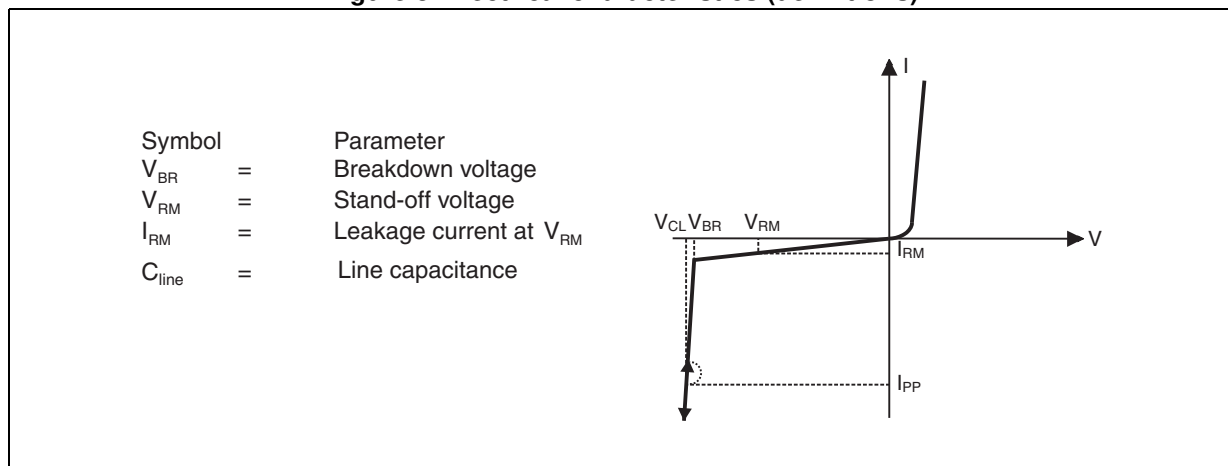 Symbol Parameter
V_BR = Breakdown voltage
V_RM = Stand-off voltage
I_RM = Leakage current at V_RM
C_line = Line capacitance
I
V_CL V_BR V_RM
V
I_RM
I_PP